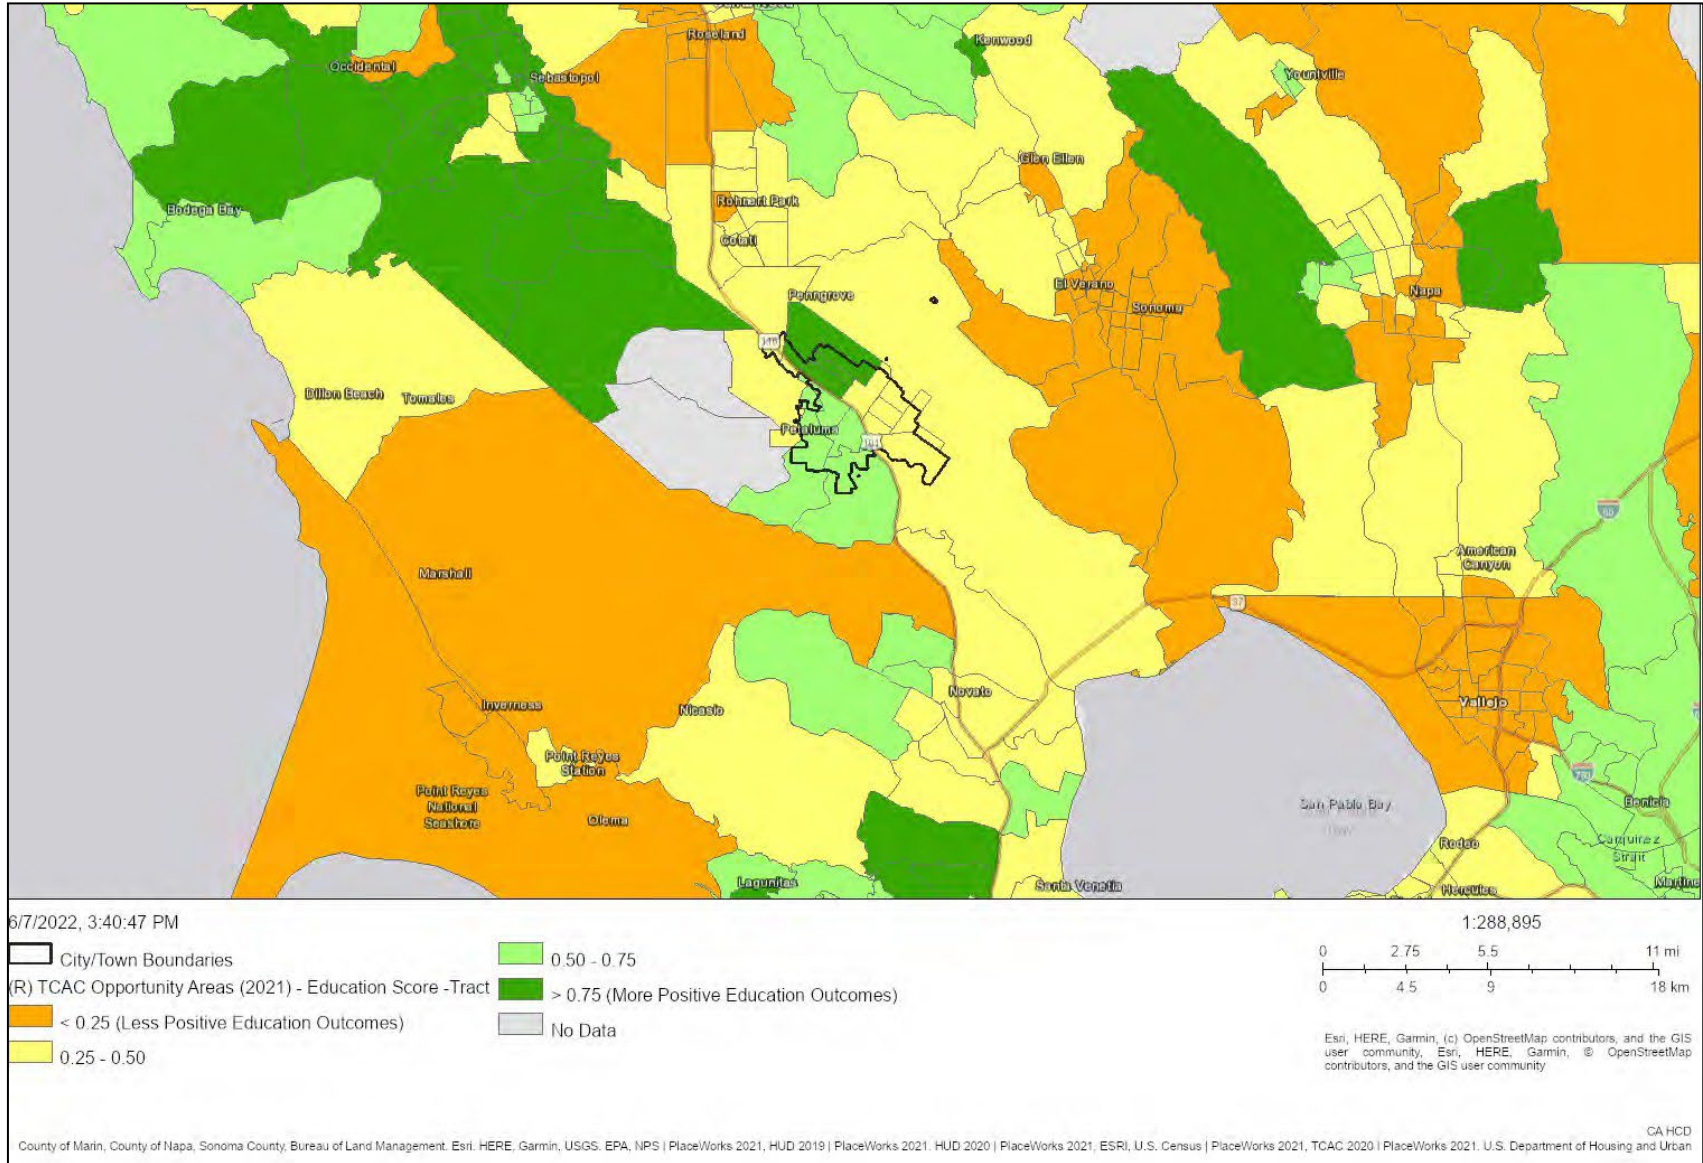 Roseland
Kenwood
Occidental
Sebastopol
Yountville
Glen Ellen
Bodega Bay
Rohnert Park
Cotati
El Verano
Sonoma
Napa
Penngrove
116
Dillon Beach
Tomales
Petaluma
101
80
American
Canyon
Marshall
37
Inverness
Nicasio
Novato
Vallejo
Point Reyes
Station
780
Point Reyes
National
Seashore
Olema
San Pablo Bay
Benicia
Carquinez
Strait
Rodeo
Lagunitas
Santa Venetia
Hercules
Martine
6/7/2022, 3:40:47 PM
1:288,895
City/Town Boundaries
(R) TCAC Opportunity Areas (2021) - Education Score -Tract
< 0.25 (Less Positive Education Outcomes)
0.25 - 0.50
0.50 - 0.75
> 0.75 (More Positive Education Outcomes)
No Data
0 2.75 5.5 11 mi
0 4.5 9 18 km
Esri, HERE, Garmin, (c) OpenStreetMap contributors, and the GIS
user community, Esri, HERE, Garmin, © OpenStreetMap
contributors, and the GIS user community
CA HCD
County of Marin, County of Napa, Sonoma County, Bureau of Land Management. Esri. HERE, Garmin, USGS. EPA, NPS | PlaceWorks 2021, HUD 2019 | PlaceWorks 2021. HUD 2020 | PlaceWorks 2021, ESRI, U.S. Census | PlaceWorks 2021, TCAC 2020 | PlaceWorks 2021. U.S. Department of Housing and Urban